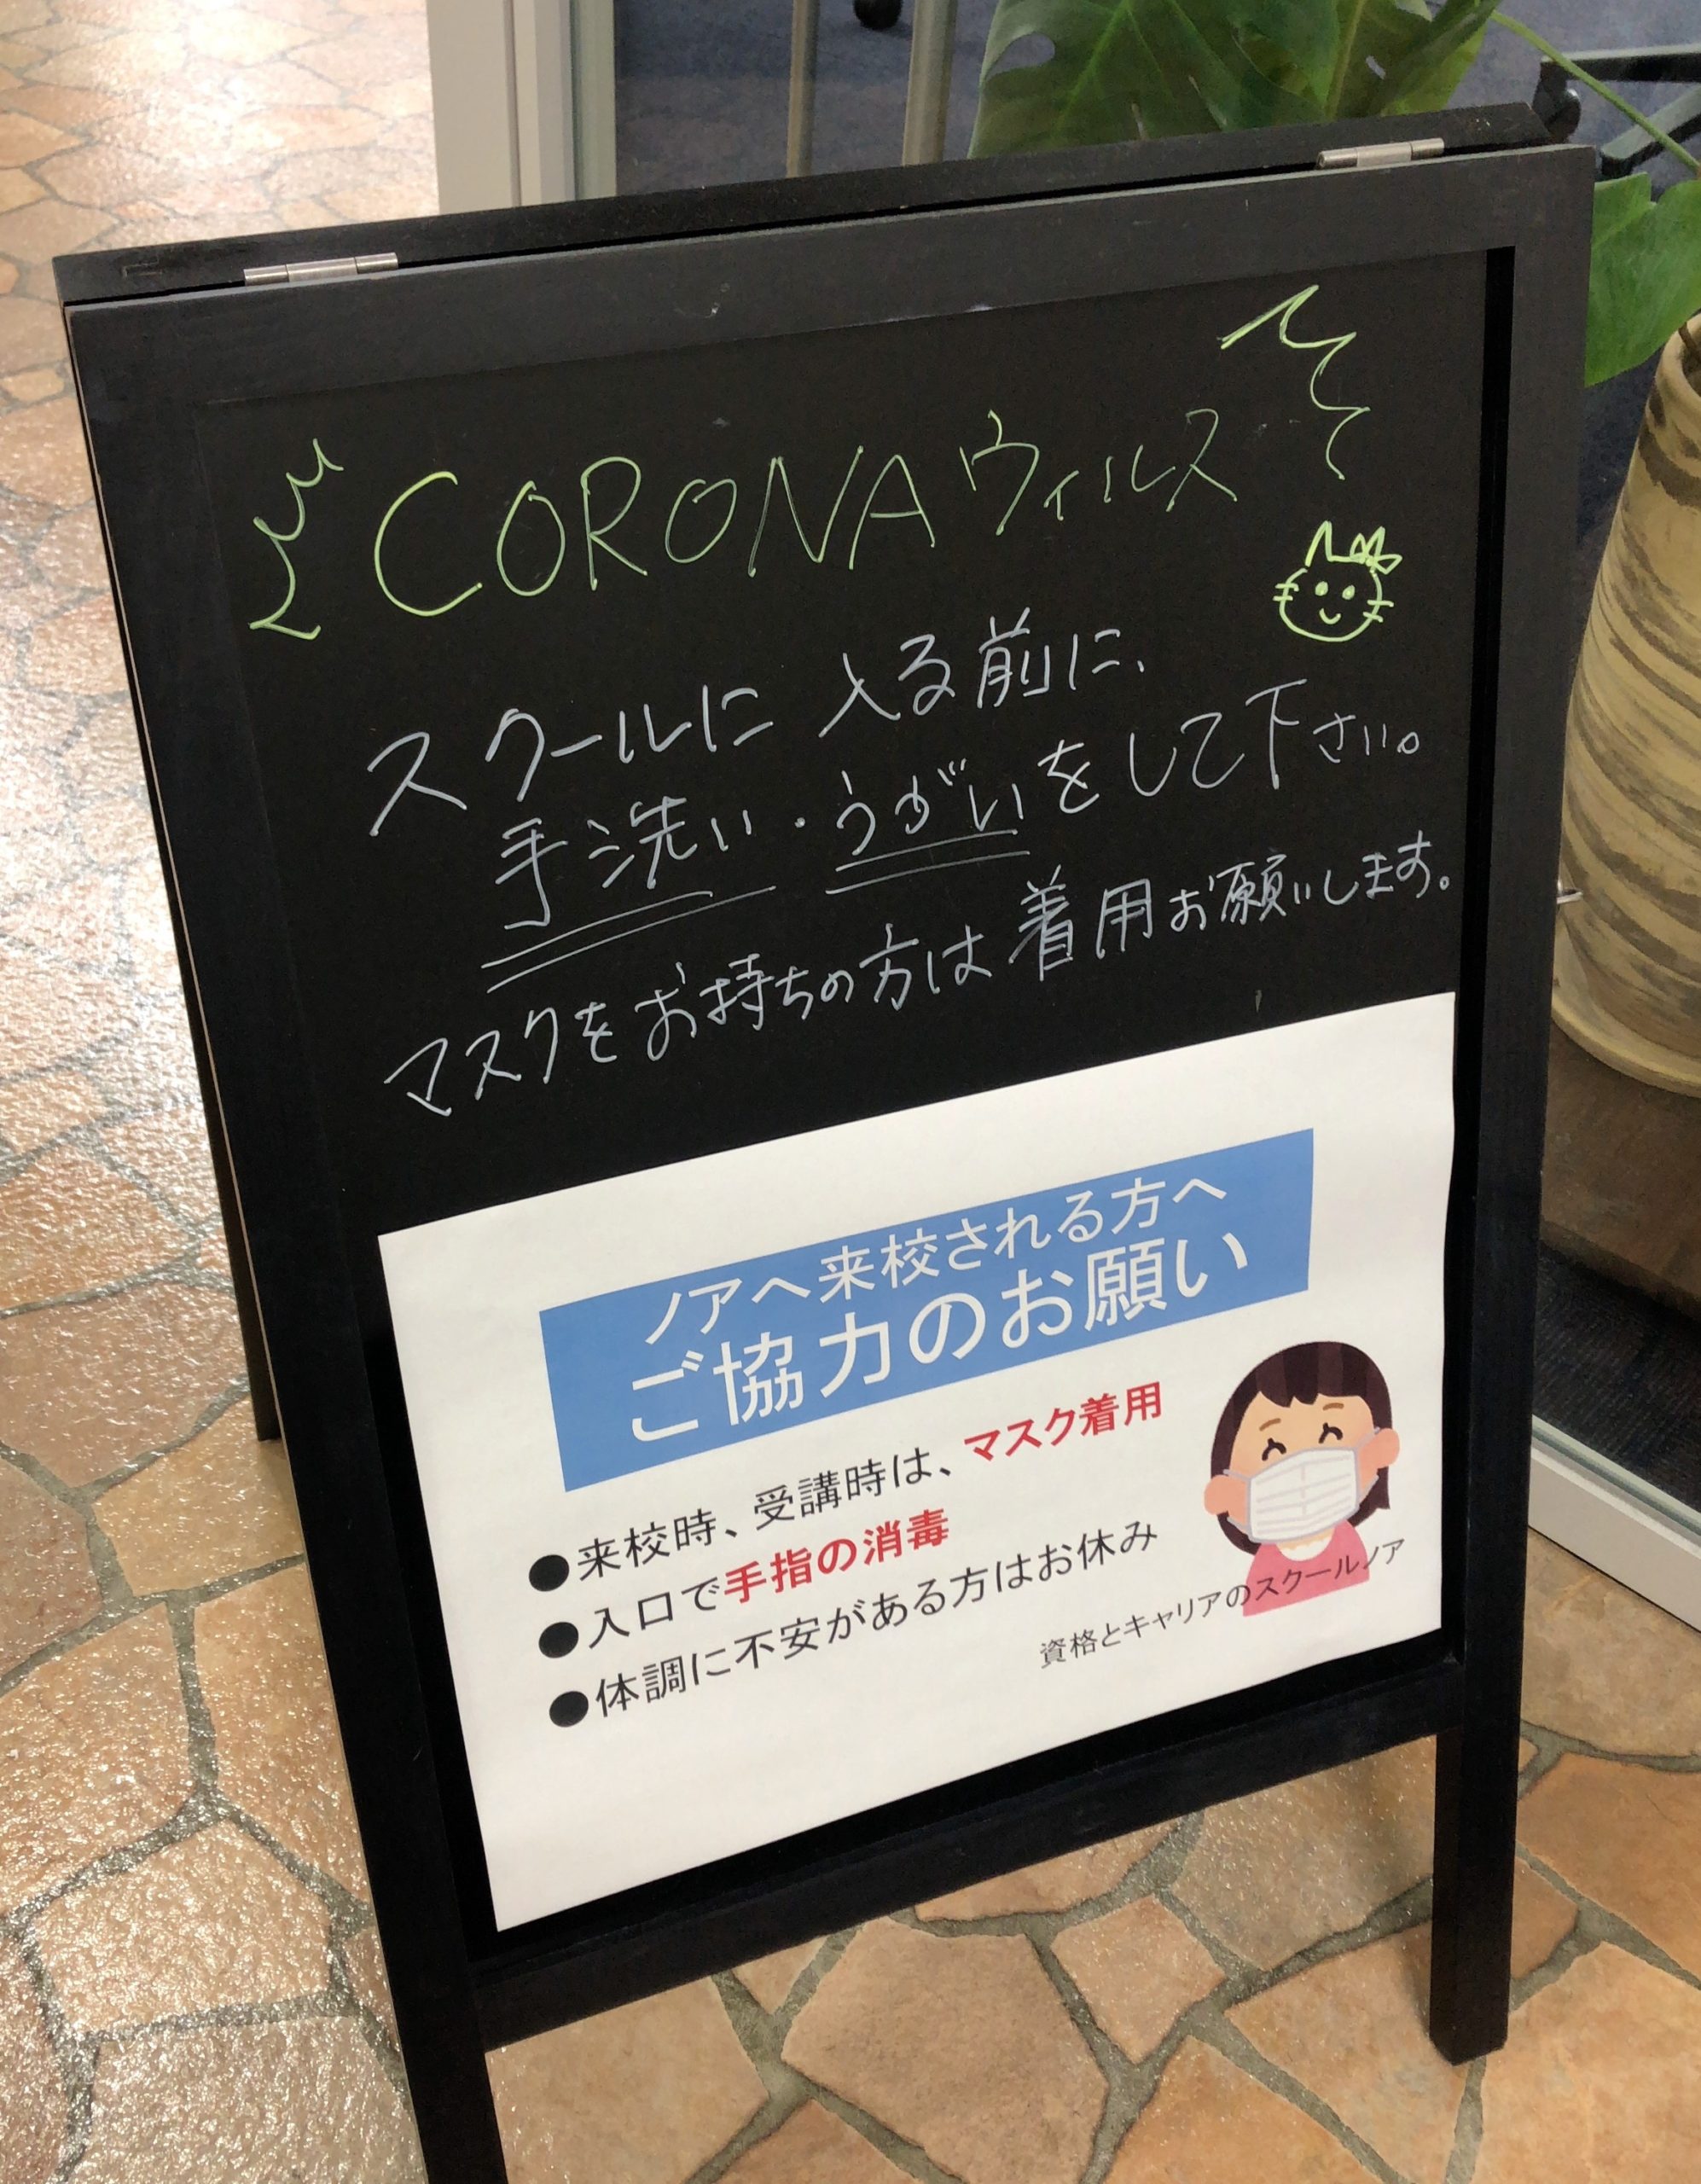 CORONAウィルス
スクールに入る前に、
手洗い・うがいをして下さい。
マスクをお持ちの方は着用お願いします。
ノアへ来校される方へ
ご協力のお願い
●来校時、受講時は、マスク着用
●入口で手指の消毒
●体調に不安がある方はお休み
資格とキャリアのスクールノア